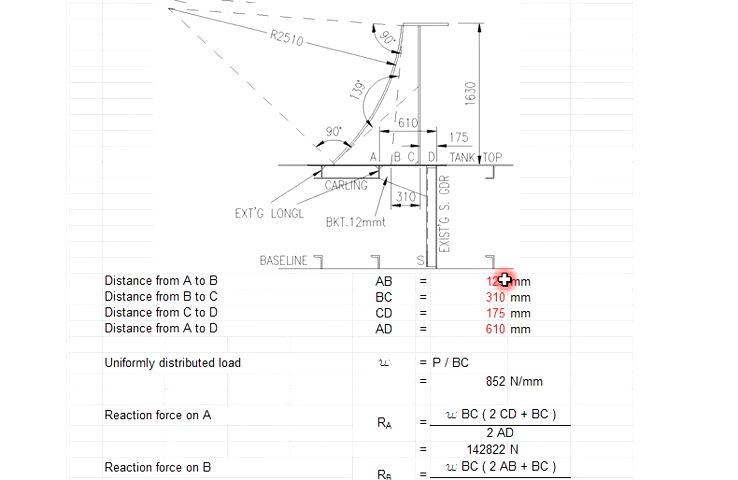 R2510
90°
139°
610
1630
175
90°
A B C D TANK TOP
CARLING
310
EXT'G LONGL
BKT.12mmt
EXIST'G S. GDR
BASELINE S
Distance from A to B AB = mm
Distance from B to C BC = 310 mm
Distance from C to D CD = 175 mm
Distance from A to D AD = 610 mm
Uniformly distributed load w = P / BC
= 852 N/mm
Reaction force on A RA = w BC ( 2 CD + BC )
2 AD
= 142822 N
Reaction force on B RB = w BC ( 2 AB + BC )